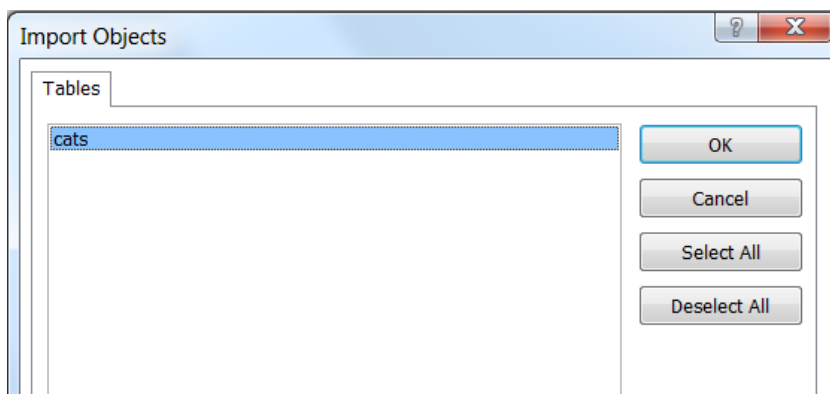 Import Objects
Tables
cats
OK
Cancel
Select All
Deselect All